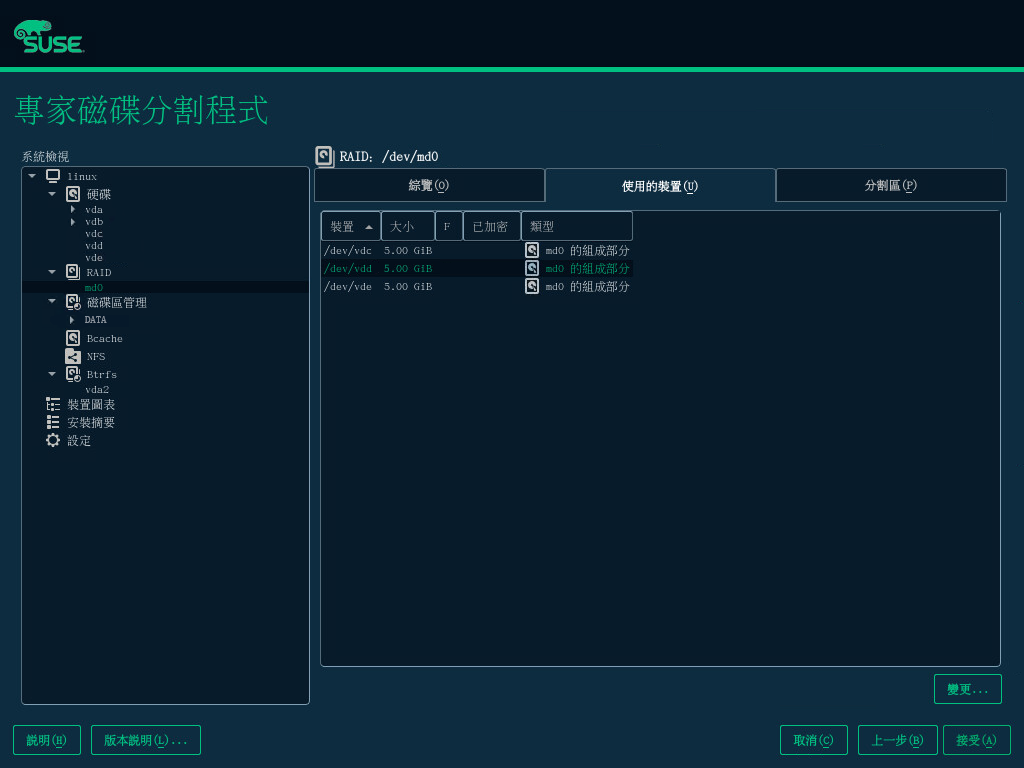 SUSE
專家磁碟分割程式
系統檢視
linux
硬碟
vda
vdb
vdc
vdd
vde
RAID
md0
磁碟區管理
DATA
Bcache
NFS
Btrfs
vda2
裝置圖表
安裝摘要
設定
RAID: /dev/md0
綜覽(O) 使用的裝置(U) 分割區(P)
裝置 大小 F 已加密 類型
/dev/vdc 5.00 GiB md0 的組成部分
/dev/vdd 5.00 GiB md0 的組成部分
/dev/vde 5.00 GiB md0 的組成部分
變更...
說明(H) 版本說明(L)... 取消(C) 上一步(B) 接受(A)